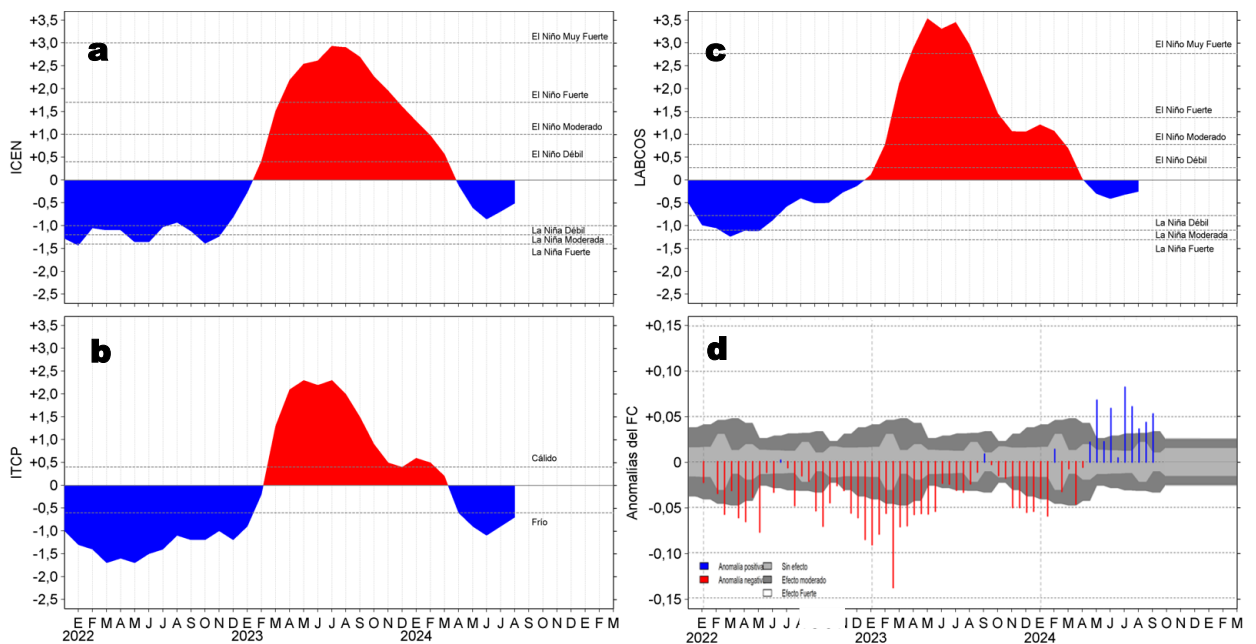 a
ICEN
+3,5
+3,0
+2,5
+2,0
+1,5
+1,0
+0,5
0
-0,5
-1,0
-1,5
-2,0
-2,5
El Niño Muy Fuerte
El Niño Fuerte
El Niño Moderado
El Niño Débil
La Niña Débil
La Niña Moderada
La Niña Fuerte
c
LABCOS
+3,5
+3,0
+2,5
+2,0
+1,5
+1,0
+0,5
0
-0,5
-1,0
-1,5
-2,0
-2,5
El Niño Muy Fuerte
El Niño Fuerte
El Niño Moderado
El Niño Débil
La Niña Débil
La Niña Moderada
La Niña Fuerte
b
ITCP
+3,5
+3,0
+2,5
+2,0
+1,5
+1,0
+0,5
0
-0,5
-1,0
-1,5
-2,0
-2,5
Cálido
Frío
E F M A M J J A S O N D E F M A M J J A S O N D E F M A M J J A S O N D E F M
2022 2023 2024
d
Anomalías del FC
+0,15
+0,10
+0,05
0
-0,05
-0,10
-0,15
Anomalía positiva
Anomalía negativ
Sin efecto
Efecto moderado
Efecto Fuerte
E F M A M J J A S O N D E F M A M J J A S O N D E F M A M J J A S O N D E F M
2022 2023 2024